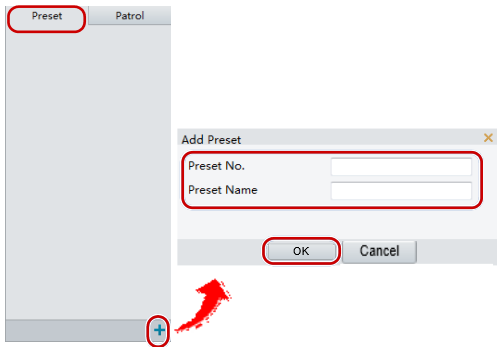 Preset Patrol
Add Preset
Preset No.
Preset Name
OK Cancel